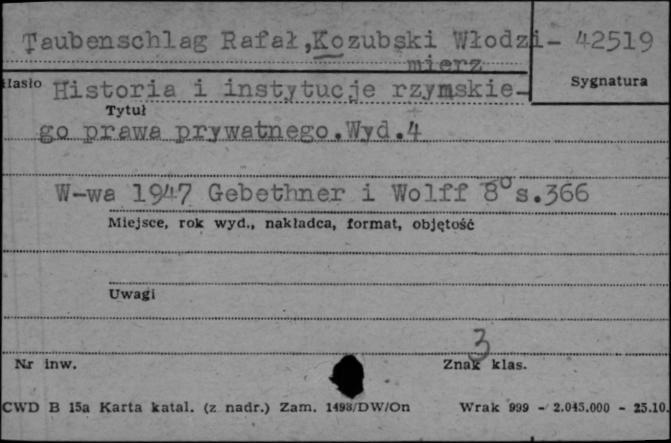 Taubenschlag Rafał,Kozubski Włodzi- 42519
mierz
Hasło Historia i instytucje rzymskie- Sygnatura
Tytuł
go prawa prywatnego.Wyd.4
W-wa 1947 Gebethner i Wolff 8° s.366
Miejsce, rok wyd., nakładca, format, objętość
Uwagi
3
Nr inw. Znak klas.
CWD B 15a Karta katal. (z nadr.) Zam. 1498/DW/On Wrak 999 - 2.045.000 - 25.10.